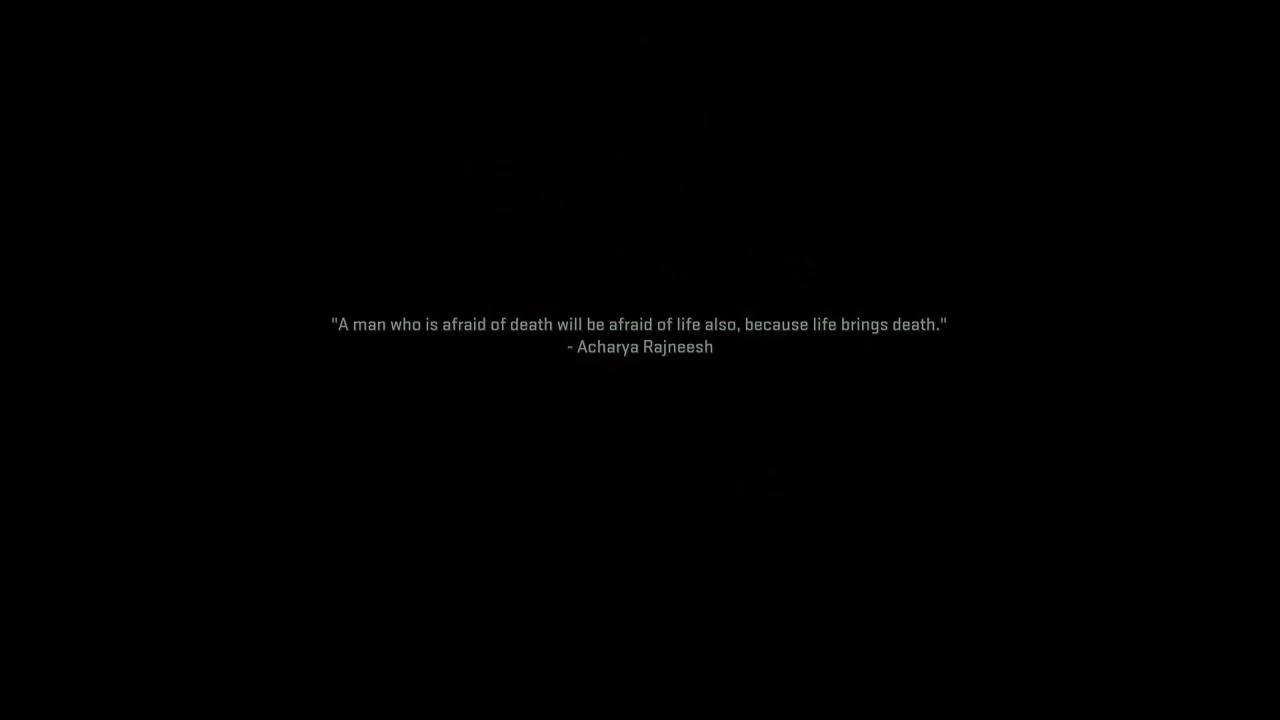 "A man who is afraid of death will be afraid of life also, because life brings death."
- Acharya Rajneesh